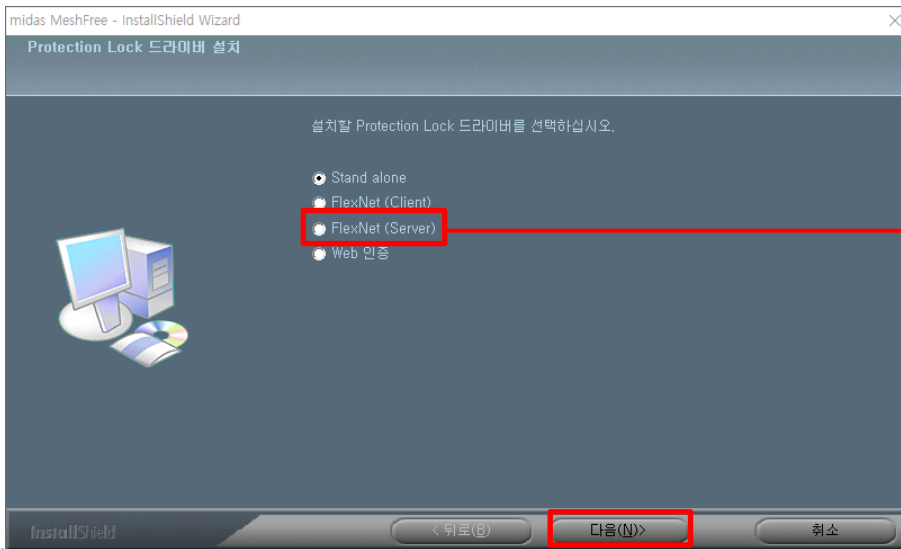 midas MeshFree - InstallShield Wizard
Protection Lock 드라이버 설치
설치할 Protection Lock 드라이버를 선택하십시오.
Stand alone
FlexNet (Client)
FlexNet (Server)
Web 인증
InstallShield
< 뒤로(B)
다음(N)>
취소